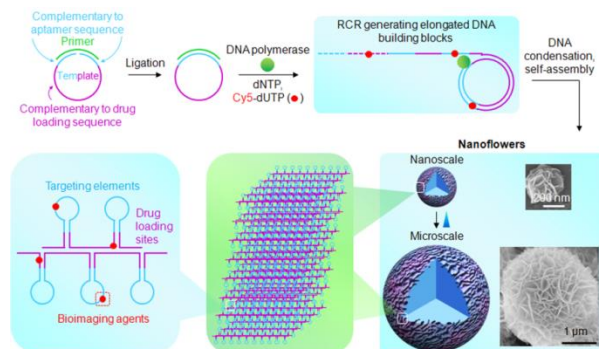 Complementary to
aptamer sequence
Primer
Template
Complementary to drug
loading sequence
Ligation
DNA polymerase
dNTP,
Cy5-dUTP ( )
RCR generating elongated DNA
building blocks
DNA
condensation,
self-assembly
Nanoflowers
Nanoscale
200 nm
Microscale
1 µm
Targeting elements
Drug
loading
sites
Bioimaging agents